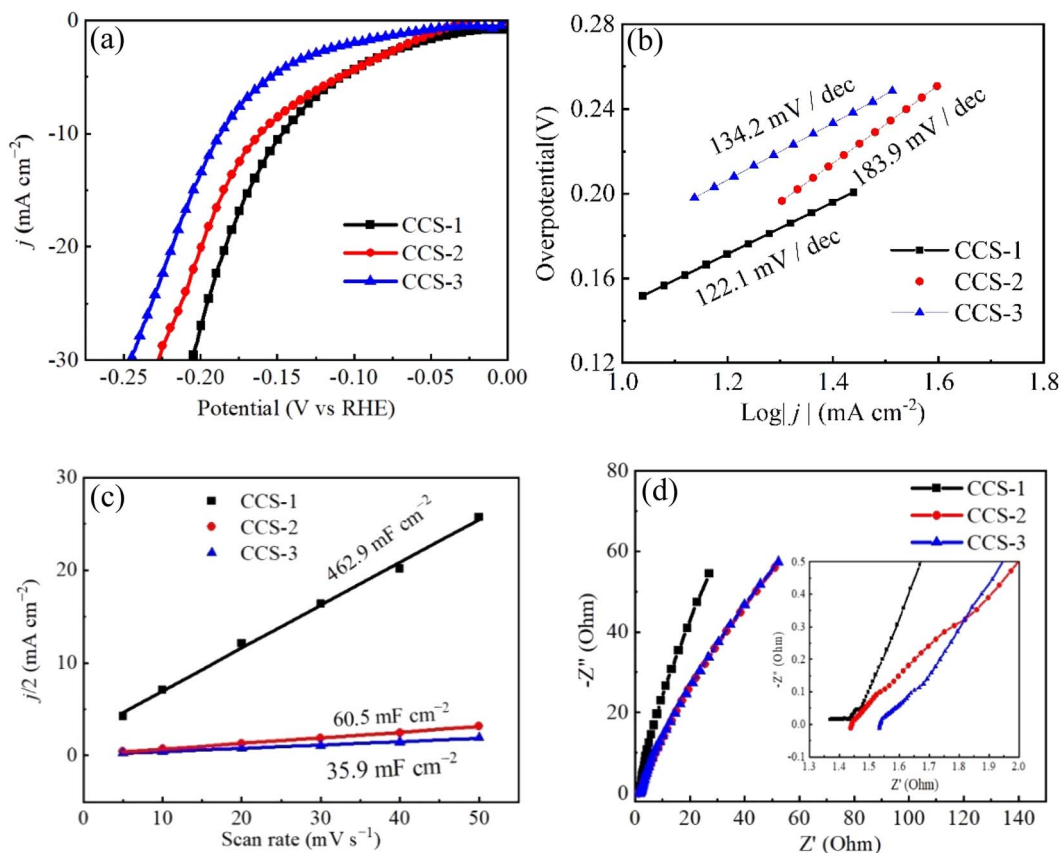 (a)
0
-10
-20
-30
j (mA cm−2)
-0.25 -0.20 -0.15 -0.10 -0.05 0.00
Potential (V vs RHE)
CCS-1
CCS-2
CCS-3
(b)
0.28
0.24
0.20
0.16
0.12
Overpotential(V)
1.0 1.2 1.4 1.6 1.8
Log| j | (mA cm-2)
134.2 mV / dec
183.9 mV / dec
122.1 mV / dec
CCS-1
CCS-2
CCS-3
(c)
30
20
10
0
j/2 (mA cm−2)
0 10 20 30 40 50
Scan rate (mV s−1)
CCS-1
CCS-2
CCS-3
462.9 mF cm−2
60.5 mF cm−2
35.9 mF cm−2
(d)
80
60
40
20
0
-Z" (Ohm)
0 20 40 60 80 100 120 140
Z' (Ohm)
CCS-1
CCS-2
CCS-3
0.5
0.4
0.3
0.2
0.1
0.0
-0.1
-Z" (Ohm)
1.3 1.4 1.5 1.6 1.7 1.8 1.9 2.0
Z' (Ohm)